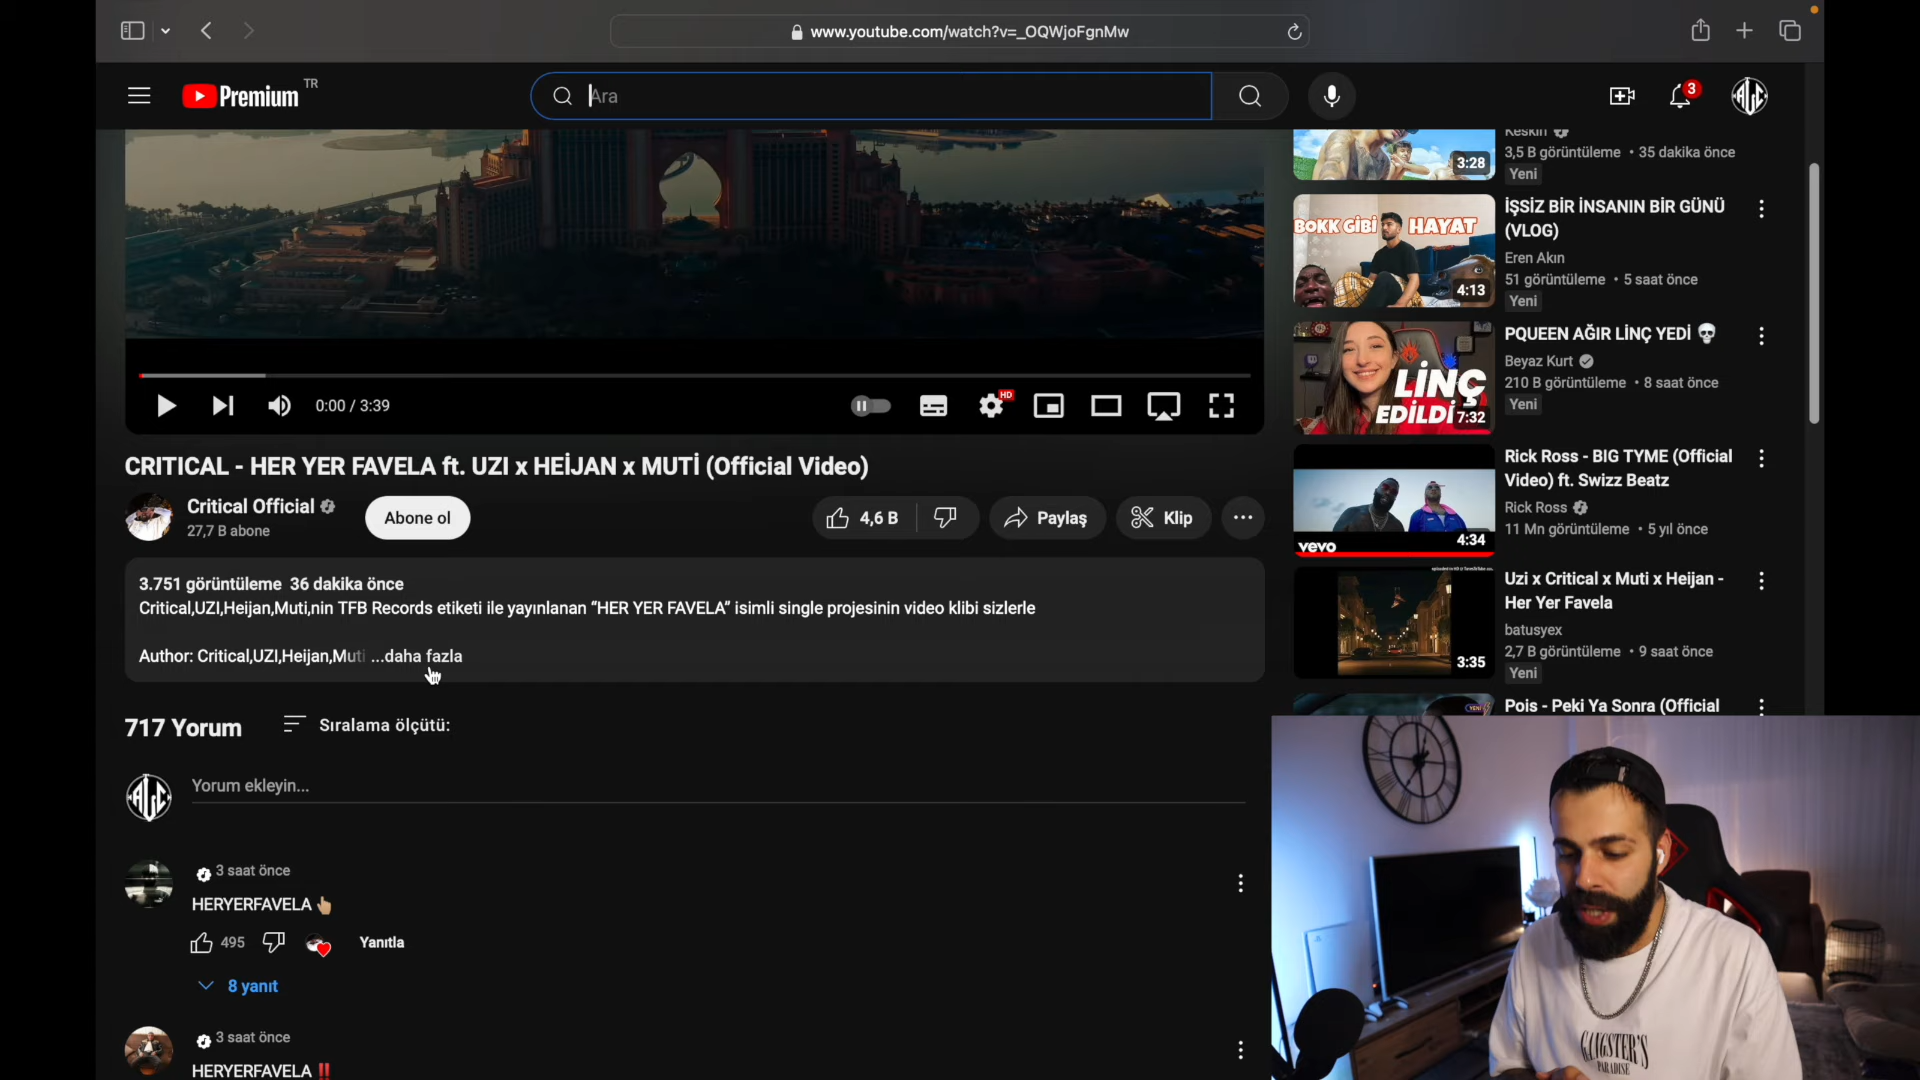 www.youtube.com/watch?v=_OQWjoFgnMw
Premium TR
Ara
3
0:00 / 3:39
HD
CRITICAL - HER YER FAVELA ft. UZI x HEİJAN x MUTİ (Official Video)
Critical Official
27,7 B abone
Abone ol
4,6 B
Paylaş
Klip
3.751 görüntüleme 36 dakika önce
Critical,UZI,Heijan,Muti,nin TFB Records etiketi ile yayınlanan “HER YER FAVELA” isimli single projesinin video klibi sizlerle
Author: Critical,UZI,Heijan,Muti ...daha fazla
717 Yorum
Sıralama ölçütü:
Yorum ekleyin...
3 saat önce
HERYERFAVELA
495
Yanıtla
8 yanıt
3 saat önce
HERYERFAVELA ‼
3:28
Keskin
3,5 B görüntüleme • 35 dakika önce
Yeni
BOKK GİBİ HAYAT
4:13
İŞSİZ BİR İNSANIN BİR GÜNÜ
(VLOG)
Eren Akın
51 görüntüleme • 5 saat önce
Yeni
LİNÇ
EDİLDİ
7:32
PQUEEN AĞIR LİNÇ YEDİ
Beyaz Kurt
210 B görüntüleme • 8 saat önce
Yeni
vevo
4:34
Rick Ross - BIG TYME (Official
Video) ft. Swizz Beatz
Rick Ross
11 Mn görüntüleme • 5 yıl önce
3:35
Uzi x Critical x Muti x Heijan -
Her Yer Favela
batusyex
2,7 B görüntüleme • 9 saat önce
Yeni
YENİ
Pois - Peki Ya Sonra (Official
GANGSTER'S
PARADISE